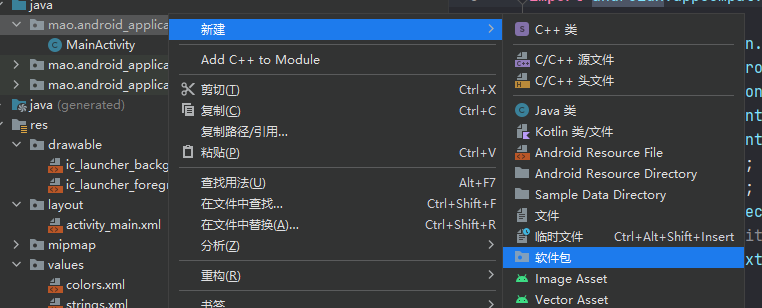 java
mao.android_applica
MainActivity
mao.android_applica
mao.android_applica
java (generated)
res
drawable
ic_launcher_backg
ic_launcher_foregr
layout
activity_main.xml
mipmap
values
colors.xml
strings.xml
新建
Add C++ to Module
剪切(T) Ctrl+X
复制(C) Ctrl+C
复制路径/引用...
粘贴(P) Ctrl+V
查找用法(U) Alt+F7
在文件中查找... Ctrl+Shift+F
在文件中替换(A)... Ctrl+Shift+R
分析(Z)
重构(R)
书签
C++ 类
C/C++ 源文件
C/C++ 头文件
Java 类
Kotlin 类/文件
Android Resource File
Android Resource Directory
Sample Data Directory
文件
临时文件 Ctrl+Alt+Shift+Insert
软件包
Image Asset
Vector Asset